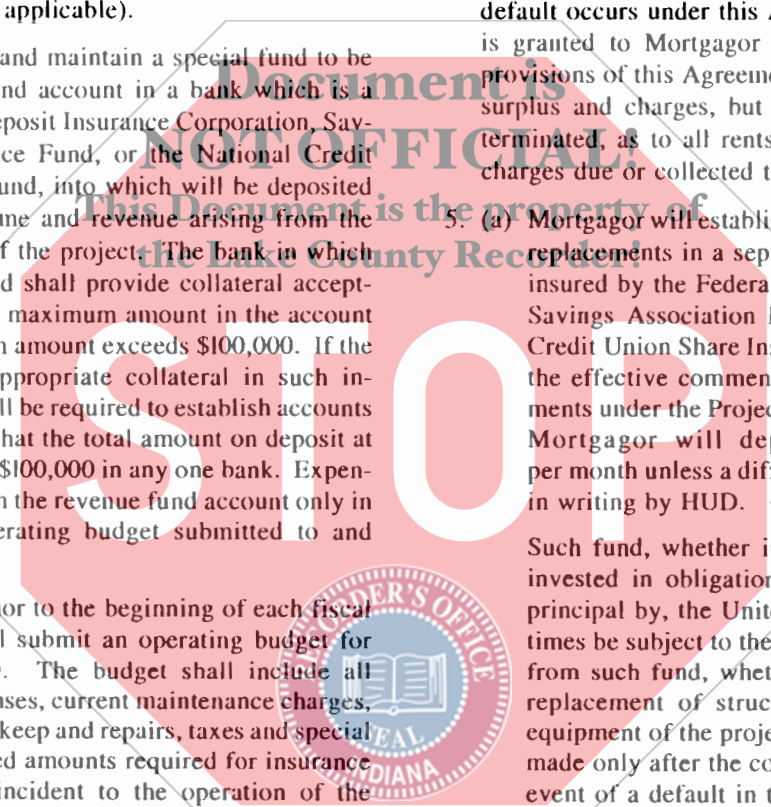 applicable).
and maintain a special fund to be
nd account in a bank which is a
eposit Insurance Corporation, Sav-
ce Fund, or the National Credit
und, into which will be deposited
me and revenue arising from the
f the project. The bank in which
d shall provide collateral accept-
maximum amount in the account
n amount exceeds $100,000. If the
ppropriate collateral in such in-
ll be required to establish accounts
hat the total amount on deposit at
$100,000 in any one bank. Expen-
n the revenue fund account only in
erating budget submitted to and
or to the beginning of each fiscal
l submit an operating budget for
. The budget shall include all
nses, current maintenance charges,
keep and repairs, taxes and special
ed amounts required for insurance
incident to the operation of the
default occurs under this A
is granted to Mortgagor
provisions of this Agreeme
surplus and charges, but
terminated, as to all rents
charges due or collected t
5. (a) Mortgagor will establi
replacements in a sep
insured by the Federa
Savings Association
Credit Union Share Ins
the effective commen
ments under the Projec
Mortgagor will dep
per month unless a diff
in writing by HUD.
Such fund, whether i
invested in obligation
principal by, the Unite
times be subject to the
from such fund, whet
replacement of struc
equipment of the proje
made only after the co
event of a default in t
Document is
NOT OFFICIAL!
This Document is the property of
the Lake County Recorder!
STOP
RECORDER'S OFFICE
SEAL
INDIANA